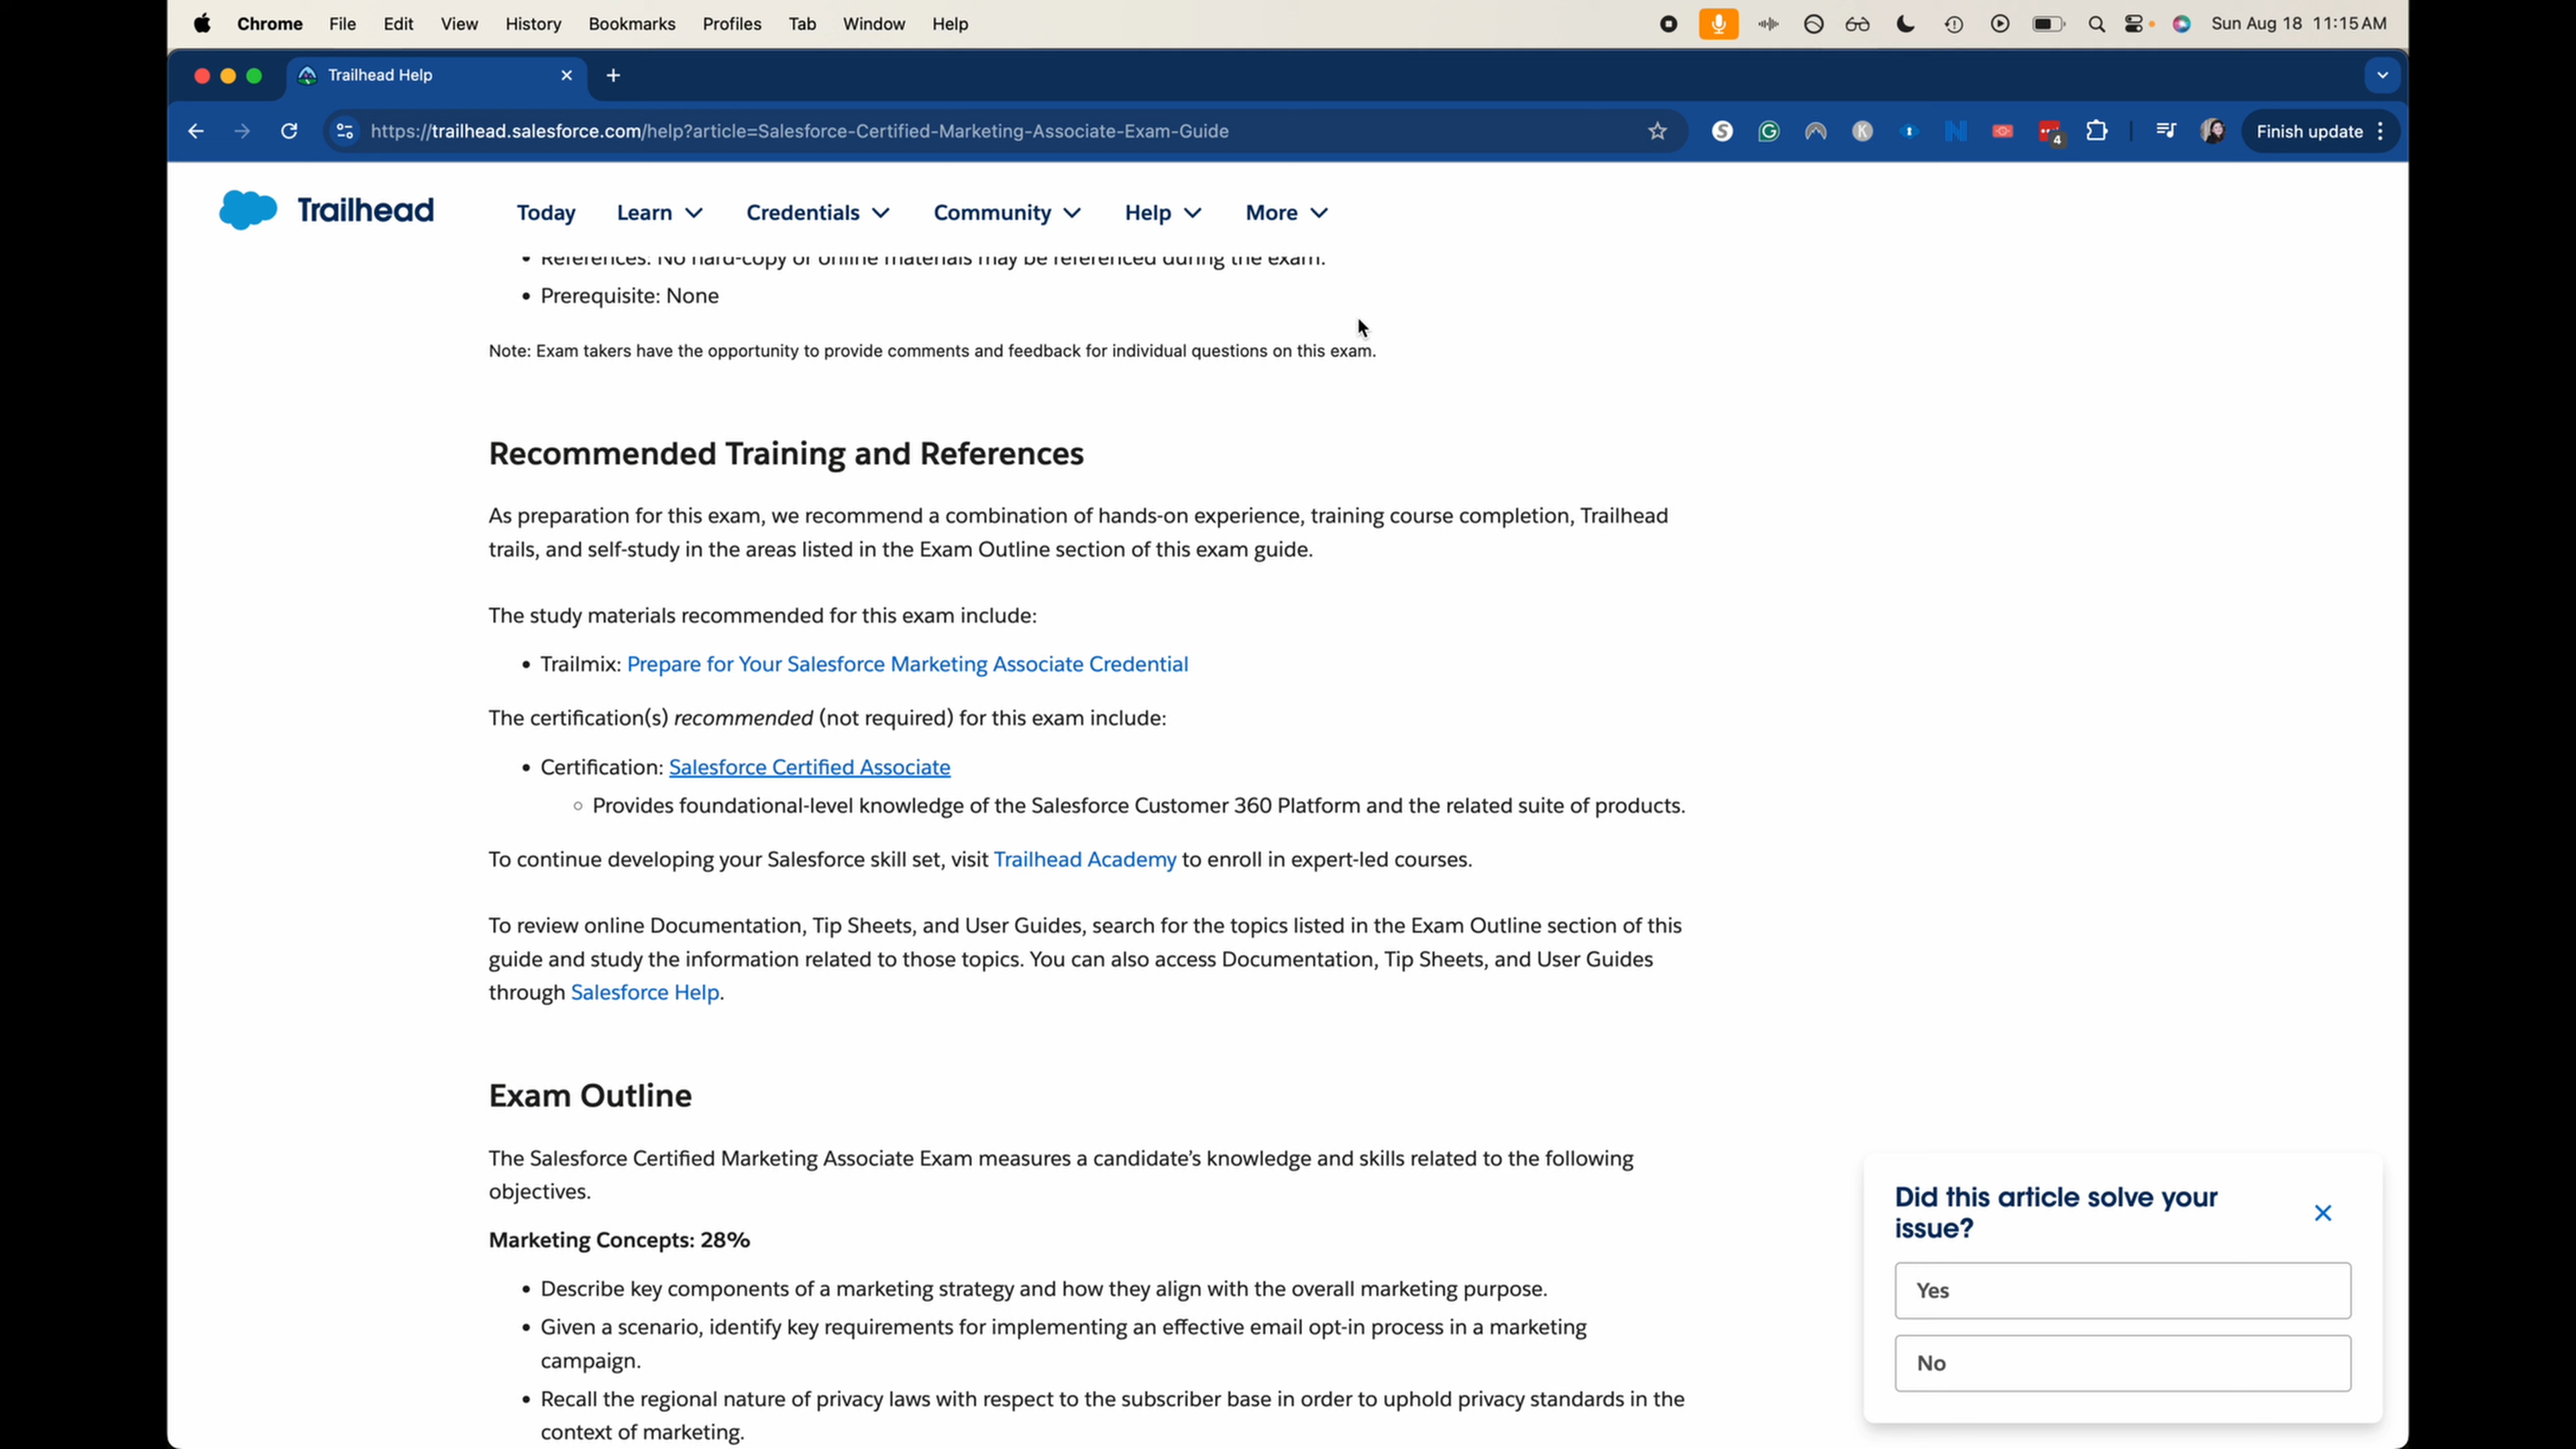 Chrome File Edit View History Bookmarks Profiles Tab Window Help Sun Aug 18 11:15 AM
Trailhead Help
https://trailhead.salesforce.com/help?article=Salesforce-Certified-Marketing-Associate-Exam-Guide
4
Finish update
Trailhead Today Learn Credentials Community Help More
• References: No hard-copy or online materials may be referenced during the exam.
• Prerequisite: None
Note: Exam takers have the opportunity to provide comments and feedback for individual questions on this exam.
Recommended Training and References
As preparation for this exam, we recommend a combination of hands-on experience, training course completion, Trailhead
trails, and self-study in the areas listed in the Exam Outline section of this exam guide.
The study materials recommended for this exam include:
• Trailmix: Prepare for Your Salesforce Marketing Associate Credential
The certification(s) recommended (not required) for this exam include:
• Certification: Salesforce Certified Associate
◦ Provides foundational-level knowledge of the Salesforce Customer 360 Platform and the related suite of products.
To continue developing your Salesforce skill set, visit Trailhead Academy to enroll in expert-led courses.
To review online Documentation, Tip Sheets, and User Guides, search for the topics listed in the Exam Outline section of this
guide and study the information related to those topics. You can also access Documentation, Tip Sheets, and User Guides
through Salesforce Help.
Exam Outline
The Salesforce Certified Marketing Associate Exam measures a candidate's knowledge and skills related to the following
objectives.
Marketing Concepts: 28%
• Describe key components of a marketing strategy and how they align with the overall marketing purpose.
• Given a scenario, identify key requirements for implementing an effective email opt-in process in a marketing
campaign.
• Recall the regional nature of privacy laws with respect to the subscriber base in order to uphold privacy standards in the
context of marketing.
Did this article solve your
issue?
Yes
No